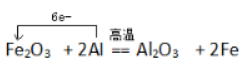 6e-
高温
Fe₂O₃ + 2Al == Al₂O₃ + 2Fe